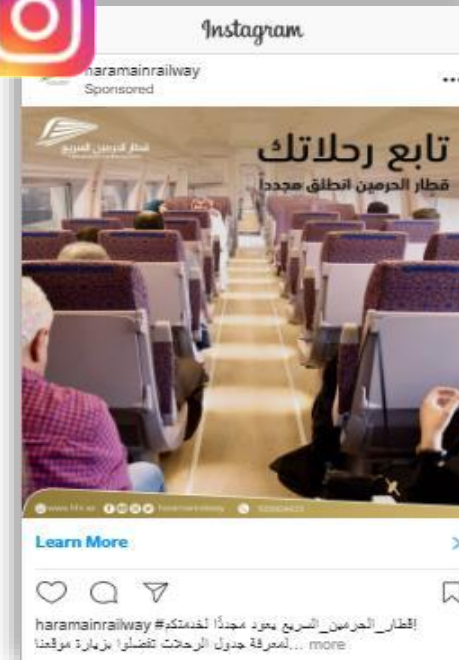 Instagram
haramainrailway
Sponsored
قطار الحرمين السريع
تابع رحلاتك
قطار الحرمين انطلق مجددا
Learn More
haramainrailway #قطار_الحرمين_السريع يعود مجددًا لخدمتكم!
لمعرفة جدول الرحلات تفضلوا بزيارة موقعنا... more